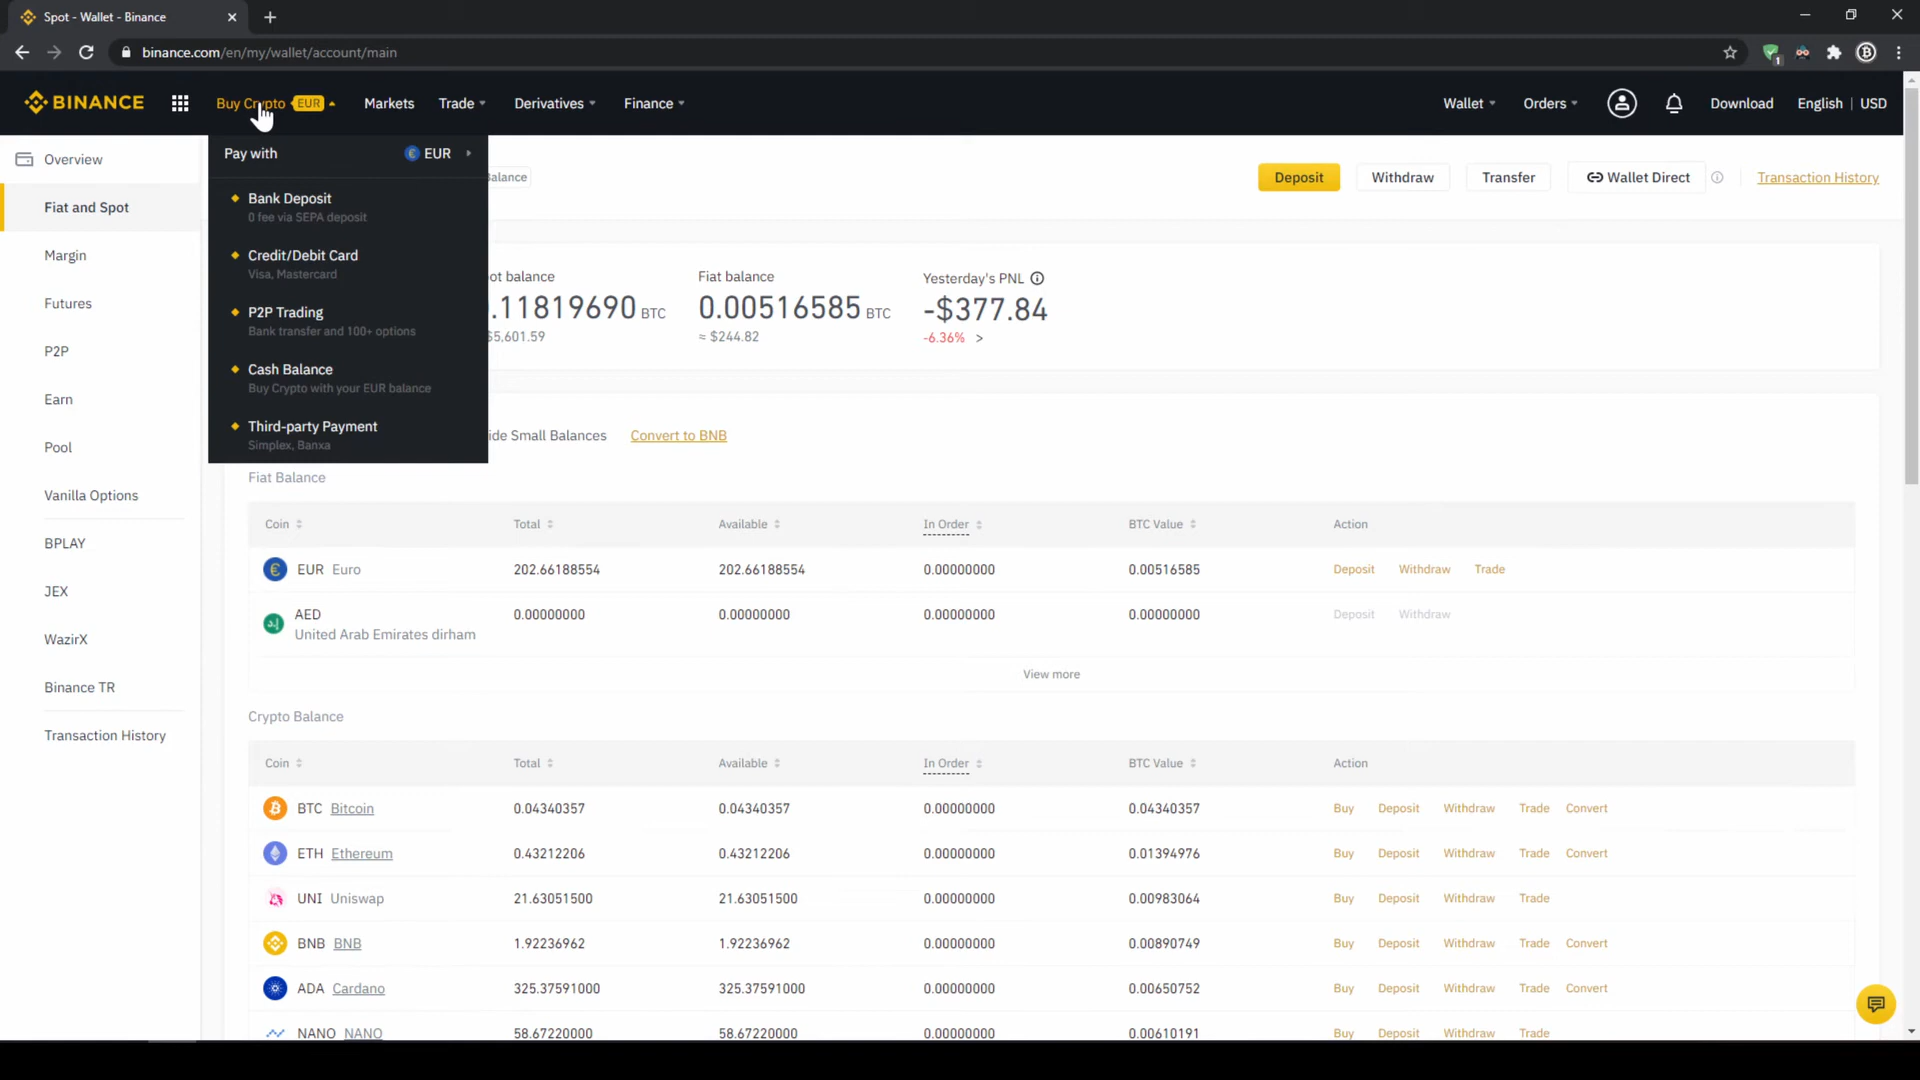 Spot - Wallet - Binance
binance.com/en/my/wallet/account/main
1
BINANCE Buy Crypto EUR Markets Trade Derivatives Finance Wallet Orders Download English | USD
Overview
Fiat and Spot
Margin
Futures
P2P
Earn
Pool
Vanilla Options
BPLAY
JEX
WazirX
Binance TR
Transaction History
Pay with EUR
Bank Deposit
0 fee via SEPA deposit
Credit/Debit Card
Visa, Mastercard
P2P Trading
Bank transfer and 100+ options
Cash Balance
Buy Crypto with your EUR balance
Third-party Payment
Simplex, Banxa
Deposit Withdraw Transfer Wallet Direct Transaction History
balance Fiat balance Yesterday's PNL
.11819690 BTC 0.00516585 BTC -$377.84
$5,601.59 ≈ $244.82 -6.36% >
Small Balances Convert to BNB
Fiat Balance
Coin Total Available In Order BTC Value Action
EUR Euro 202.66188554 202.66188554 0.00000000 0.00516585 Deposit Withdraw Trade
AED 0.00000000 0.00000000 0.00000000 0.00000000 Deposit Withdraw
United Arab Emirates dirham
View more
Crypto Balance
Coin Total Available In Order BTC Value Action
BTC Bitcoin 0.04340357 0.04340357 0.00000000 0.04340357 Buy Deposit Withdraw Trade Convert
ETH Ethereum 0.43212206 0.43212206 0.00000000 0.01394976 Buy Deposit Withdraw Trade Convert
UNI Uniswap 21.63051500 21.63051500 0.00000000 0.00983064 Buy Deposit Withdraw Trade
BNB BNB 1.92236962 1.92236962 0.00000000 0.00890749 Buy Deposit Withdraw Trade Convert
ADA Cardano 325.37591000 325.37591000 0.00000000 0.00650752 Buy Deposit Withdraw Trade Convert
NANO NANO 58.67220000 58.67220000 0.00000000 0.00610191 Buy Deposit Withdraw Trade